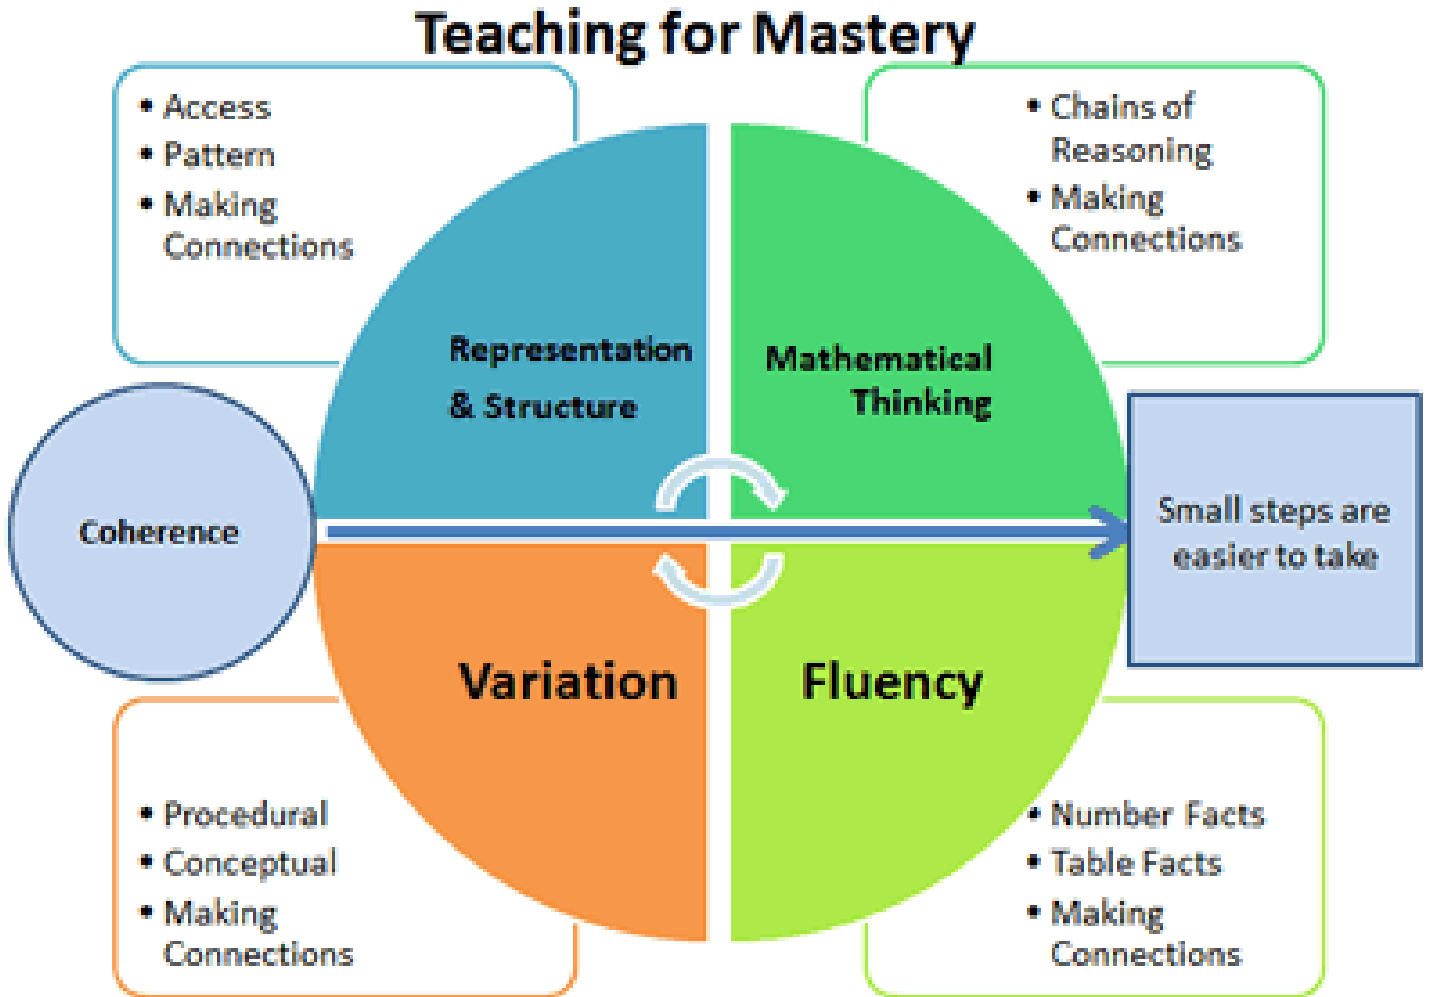 Teaching for Mastery
• Access
• Pattern
• Making
Connections
• Chains of
Reasoning
• Making
Connections
Representation
& Structure
Mathematical
Thinking
Coherence
Small steps are
easier to take
Variation
Fluency
• Procedural
• Conceptual
• Making
Connections
• Number Facts
• Table Facts
• Making
Connections